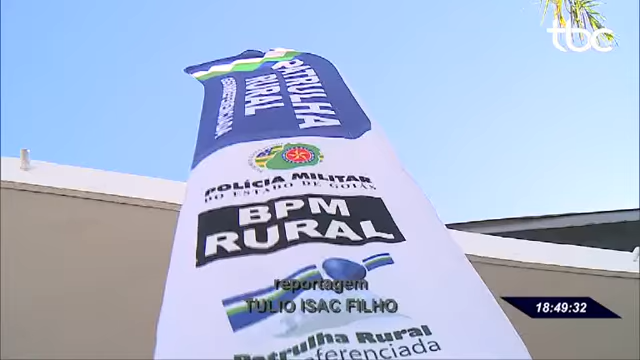 tbc
PATRULHA
RURAL
GEORREFERENCIADA
POLÍCIA MILITAR
DO ESTADO DE GOIÁS
BPM
RURAL
reportagem
TÚLIO ISAC FILHO
Patrulha Rural
18:49:32